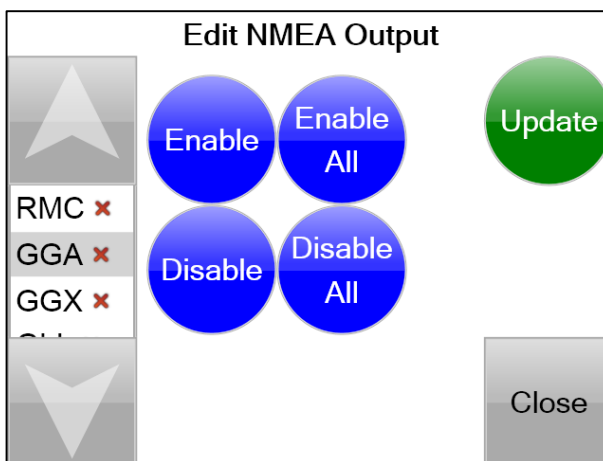 Edit NMEA Output
Enable
Enable
All
Update
RMC
GGA
GGX
Disable
Disable
All
Close